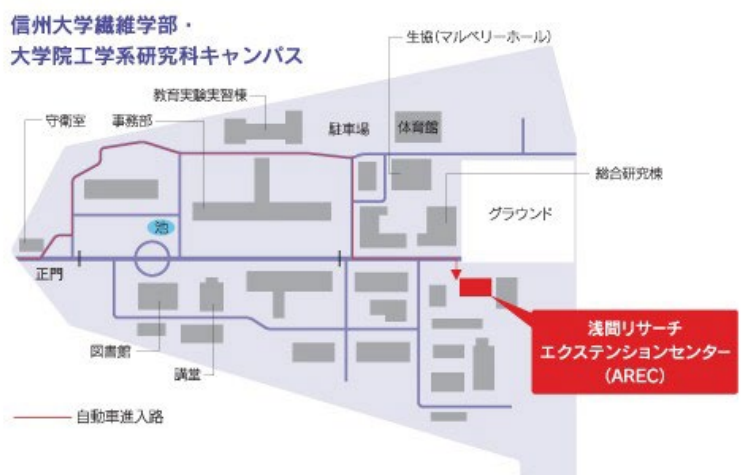 信州大学繊維学部・
大学院工学系研究科キャンパス
生協(マルベリーホール)
教育実験実習棟
守衛室
事務部
駐車場
体育館
総合研究棟
グラウンド
池
正門
図書館
講堂
浅間リサーチ
エクステンションセンター
(AREC)
自動車進入路